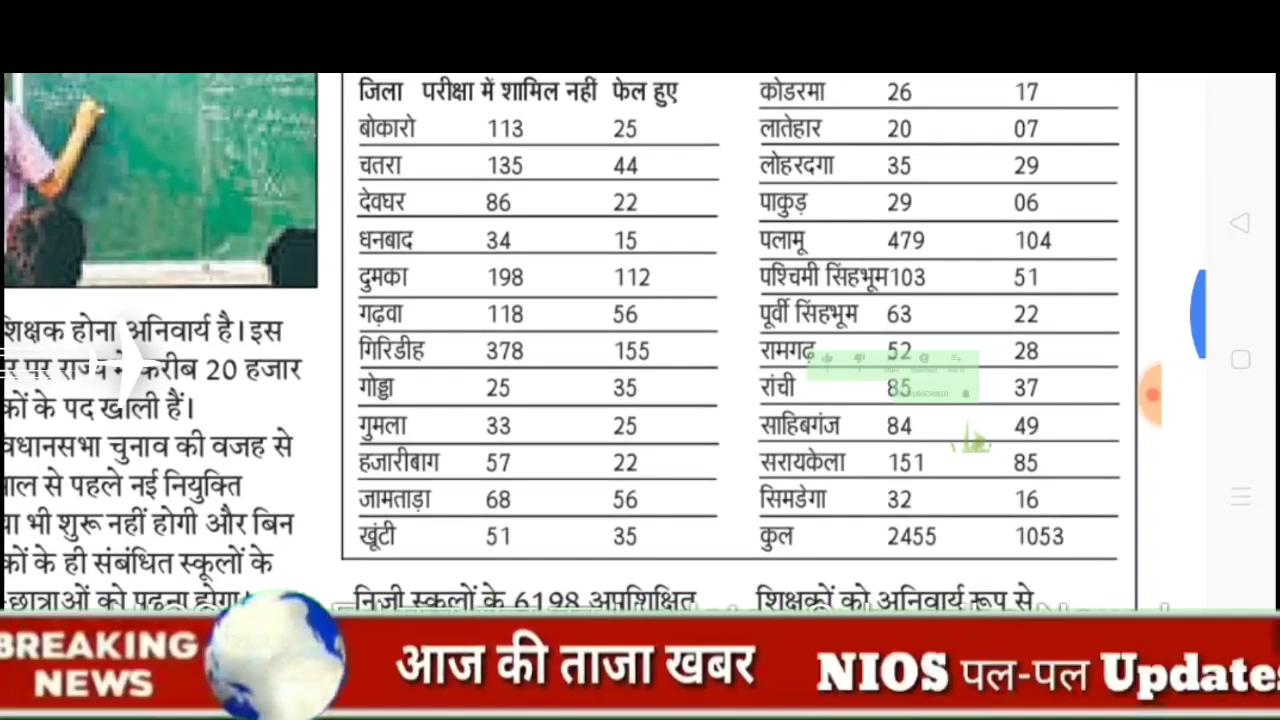 जिला परीक्षा में शामिल नहीं फेल हुए
बोकारो 113 25
चतरा 135 44
देवघर 86 22
धनबाद 34 15
दुमका 198 112
गढ़वा 118 56
गिरिडीह 378 155
गोड्डा 25 35
गुमला 33 25
हजारीबाग 57 22
जामताड़ा 68 56
खूंटी 51 35
कोडरमा 26 17
लातेहार 20 07
लोहरदगा 35 29
पाकुड़ 29 06
पलामू 479 104
पश्चिमी सिंहभूम 103 51
पूर्वी सिंहभूम 63 22
रामगढ़ 52 28
रांची 85 37
साहिबगंज 84 49
सरायकेला 151 85
सिमडेगा 32 16
कुल 2455 1053
शिक्षक होना अनिवार्य है। इस
र पर राज्य में करीब 20 हजार
कों के पद खाली हैं।
वधानसभा चुनाव की वजह से
ाल से पहले नई नियुक्ति
या भी शुरू नहीं होगी और बिन
कों के ही संबंधित स्कूलों के
छात्राओं को पढ़ना होगा।
निजी स्कूलों के 6198 अप्रशिक्षित
शिक्षकों को अनिवार्य रूप से
BREAKING
NEWS
आज की ताजा खबर
NIOS पल-पल Update